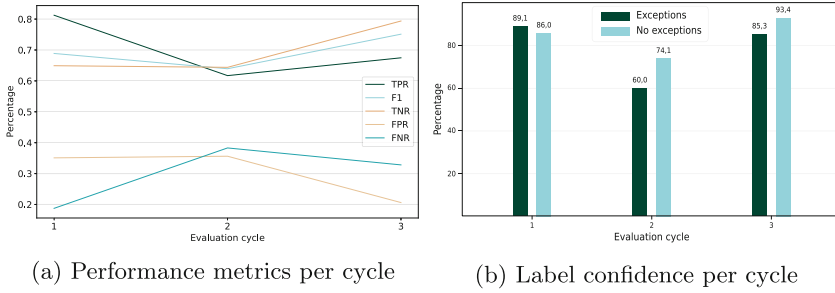 0.8
0.7
0.6
0.5
0.4
0.3
0.2
Percentage
TPR
F1
TNR
FPR
FNR
1
2
3
Evaluation cycle
(a) Performance metrics per cycle
80
60
40
20
Percentage
Exceptions
No exceptions
89,1
86,0
60,0
74,1
85,3
93,4
1
2
3
Evaluation cycle
(b) Label confidence per cycle